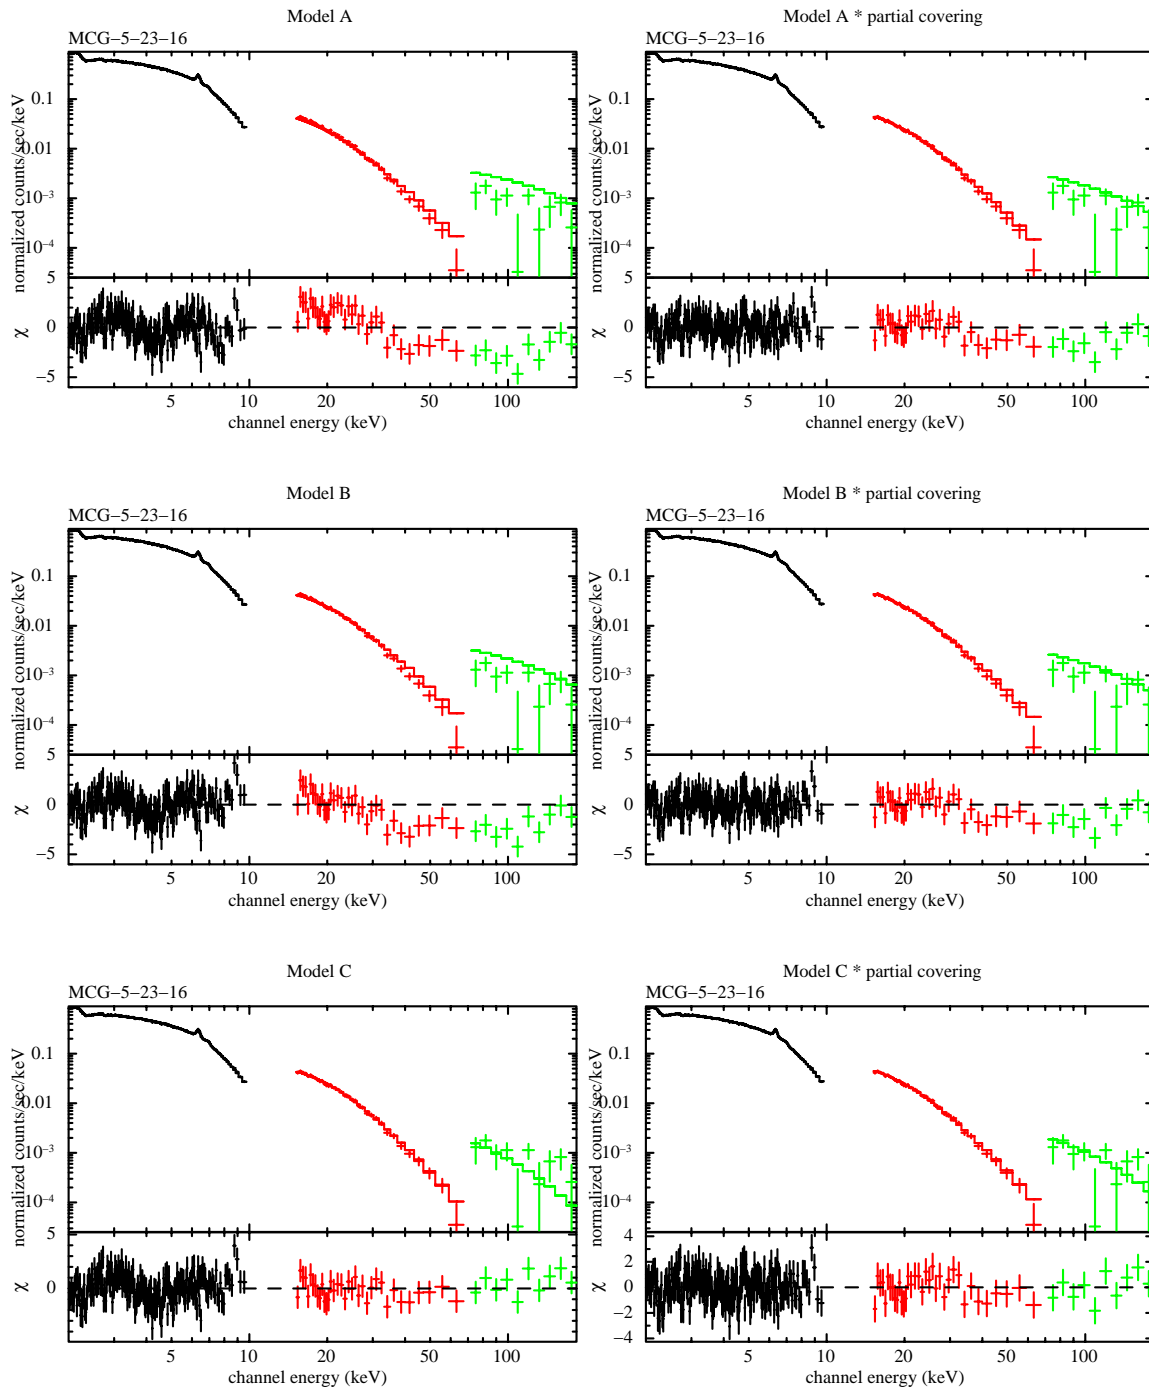 Model A
MCG−5−23−16
normalized counts/sec/keV
0.1
0.01
10−3
10−4
5
0
−5
χ
5 10 20 50 100
channel energy (keV)
Model A * partial covering
MCG−5−23−16
normalized counts/sec/keV
0.1
0.01
10−3
10−4
5
0
−5
χ
5 10 20 50 100
channel energy (keV)
Model B
MCG−5−23−16
normalized counts/sec/keV
0.1
0.01
10−3
10−4
5
0
−5
χ
5 10 20 50 100
channel energy (keV)
Model B * partial covering
MCG−5−23−16
normalized counts/sec/keV
0.1
0.01
10−3
10−4
5
0
−5
χ
5 10 20 50 100
channel energy (keV)
Model C
MCG−5−23−16
normalized counts/sec/keV
0.1
0.01
10−3
10−4
5
0
χ
5 10 20 50 100
channel energy (keV)
Model C * partial covering
MCG−5−23−16
normalized counts/sec/keV
0.1
0.01
10−3
10−4
4
2
0
−2
−4
χ
5 10 20 50 100
channel energy (keV)